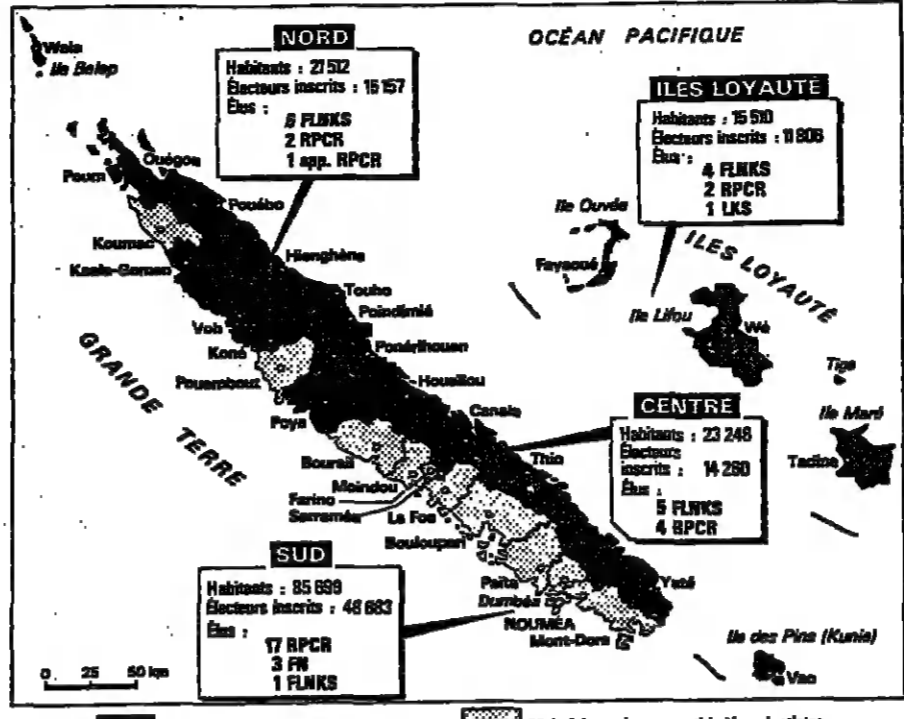 NORD
Habitants : 21 512
Électeurs inscrits : 15 157
Élus :
6 FLNKS
2 RPCR
1 app. RPCR
OCÉAN PACIFIQUE
ILES LOYAUTÉ
Habitants : 15 510
Électeurs inscrits : 11 806
Élus :
4 FLNKS
2 RPCR
1 LKS
Wala
Ile Belep
Ouégoa
Poum
Pouébo
Koumac
Kaala-Gomen
Hienghène
Touho
Poindimié
Voh
Koné
Ponérihouen
Pouembout
Houaïlou
Poya
Canala
Thio
Bourail
Moindou
Farino
Sarraméa
La Foa
Bouloupari
Païta
Dumbéa
NOUMÉA
Mont-Dore
Yaté
GRANDE TERRE
Ile Ouvéa
Fayaoué
ILES LOYAUTÉ
Ile Lifou
Wé
Tiga
Ile Maré
Tadine
CENTRE
Habitants : 23 248
Électeurs
inscrits : 14 260
Élus :
5 FLNKS
4 RPCR
SUD
Habitants : 85 699
Électeurs inscrits : 48 683
Élus :
17 RPCR
3 FN
1 FLNKS
Ile des Pins (Kunie)
Vao
0 25 50 km